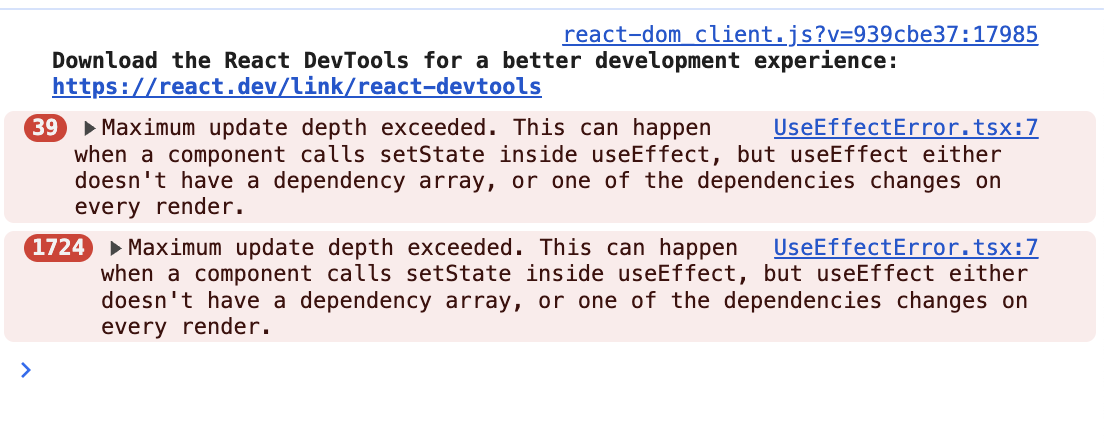 react-dom_client.js?v=939cbe37:17985
Download the React DevTools for a better development experience:
https://react.dev/link/react-devtools
39 Maximum update depth exceeded. This can happen UseEffectError.tsx:7
when a component calls setState inside useEffect, but useEffect either
doesn't have a dependency array, or one of the dependencies changes on
every render.
1724 Maximum update depth exceeded. This can happen UseEffectError.tsx:7
when a component calls setState inside useEffect, but useEffect either
doesn't have a dependency array, or one of the dependencies changes on
every render.